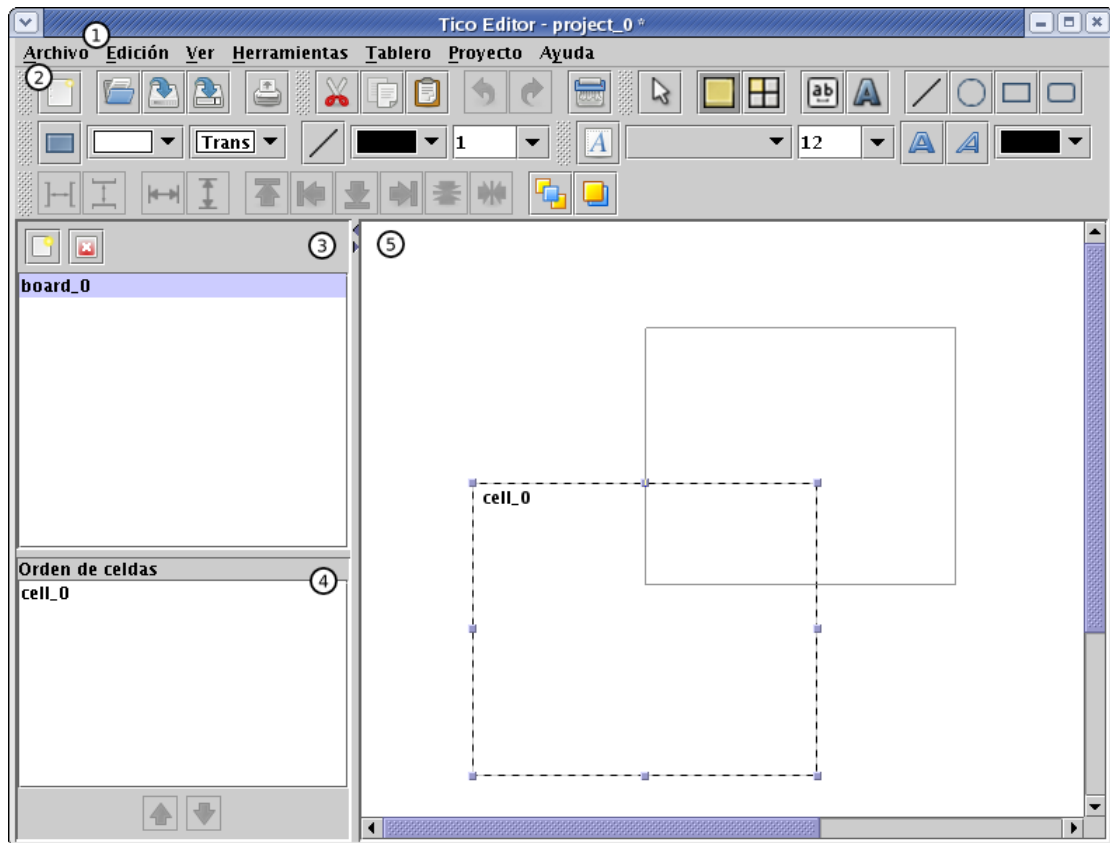 Tico Editor - project_0 *
1
Archivo Edición Ver Herramientas Tablero Proyecto Ayuda
2
ab A
Trans 1 A 12 A A
3 5
board_0
cell_0
Orden de celdas
4
cell_0